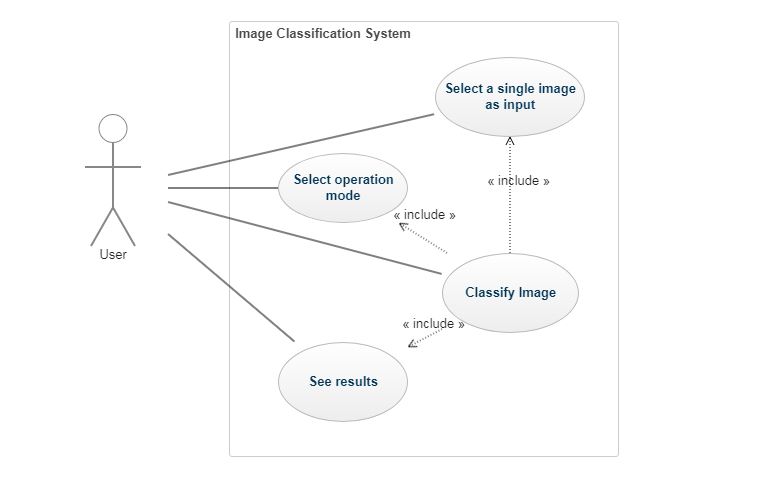 Image Classification System
Select a single image
as input
« include »
Select operation
mode
« include »
User
Classify Image
« include »
See results